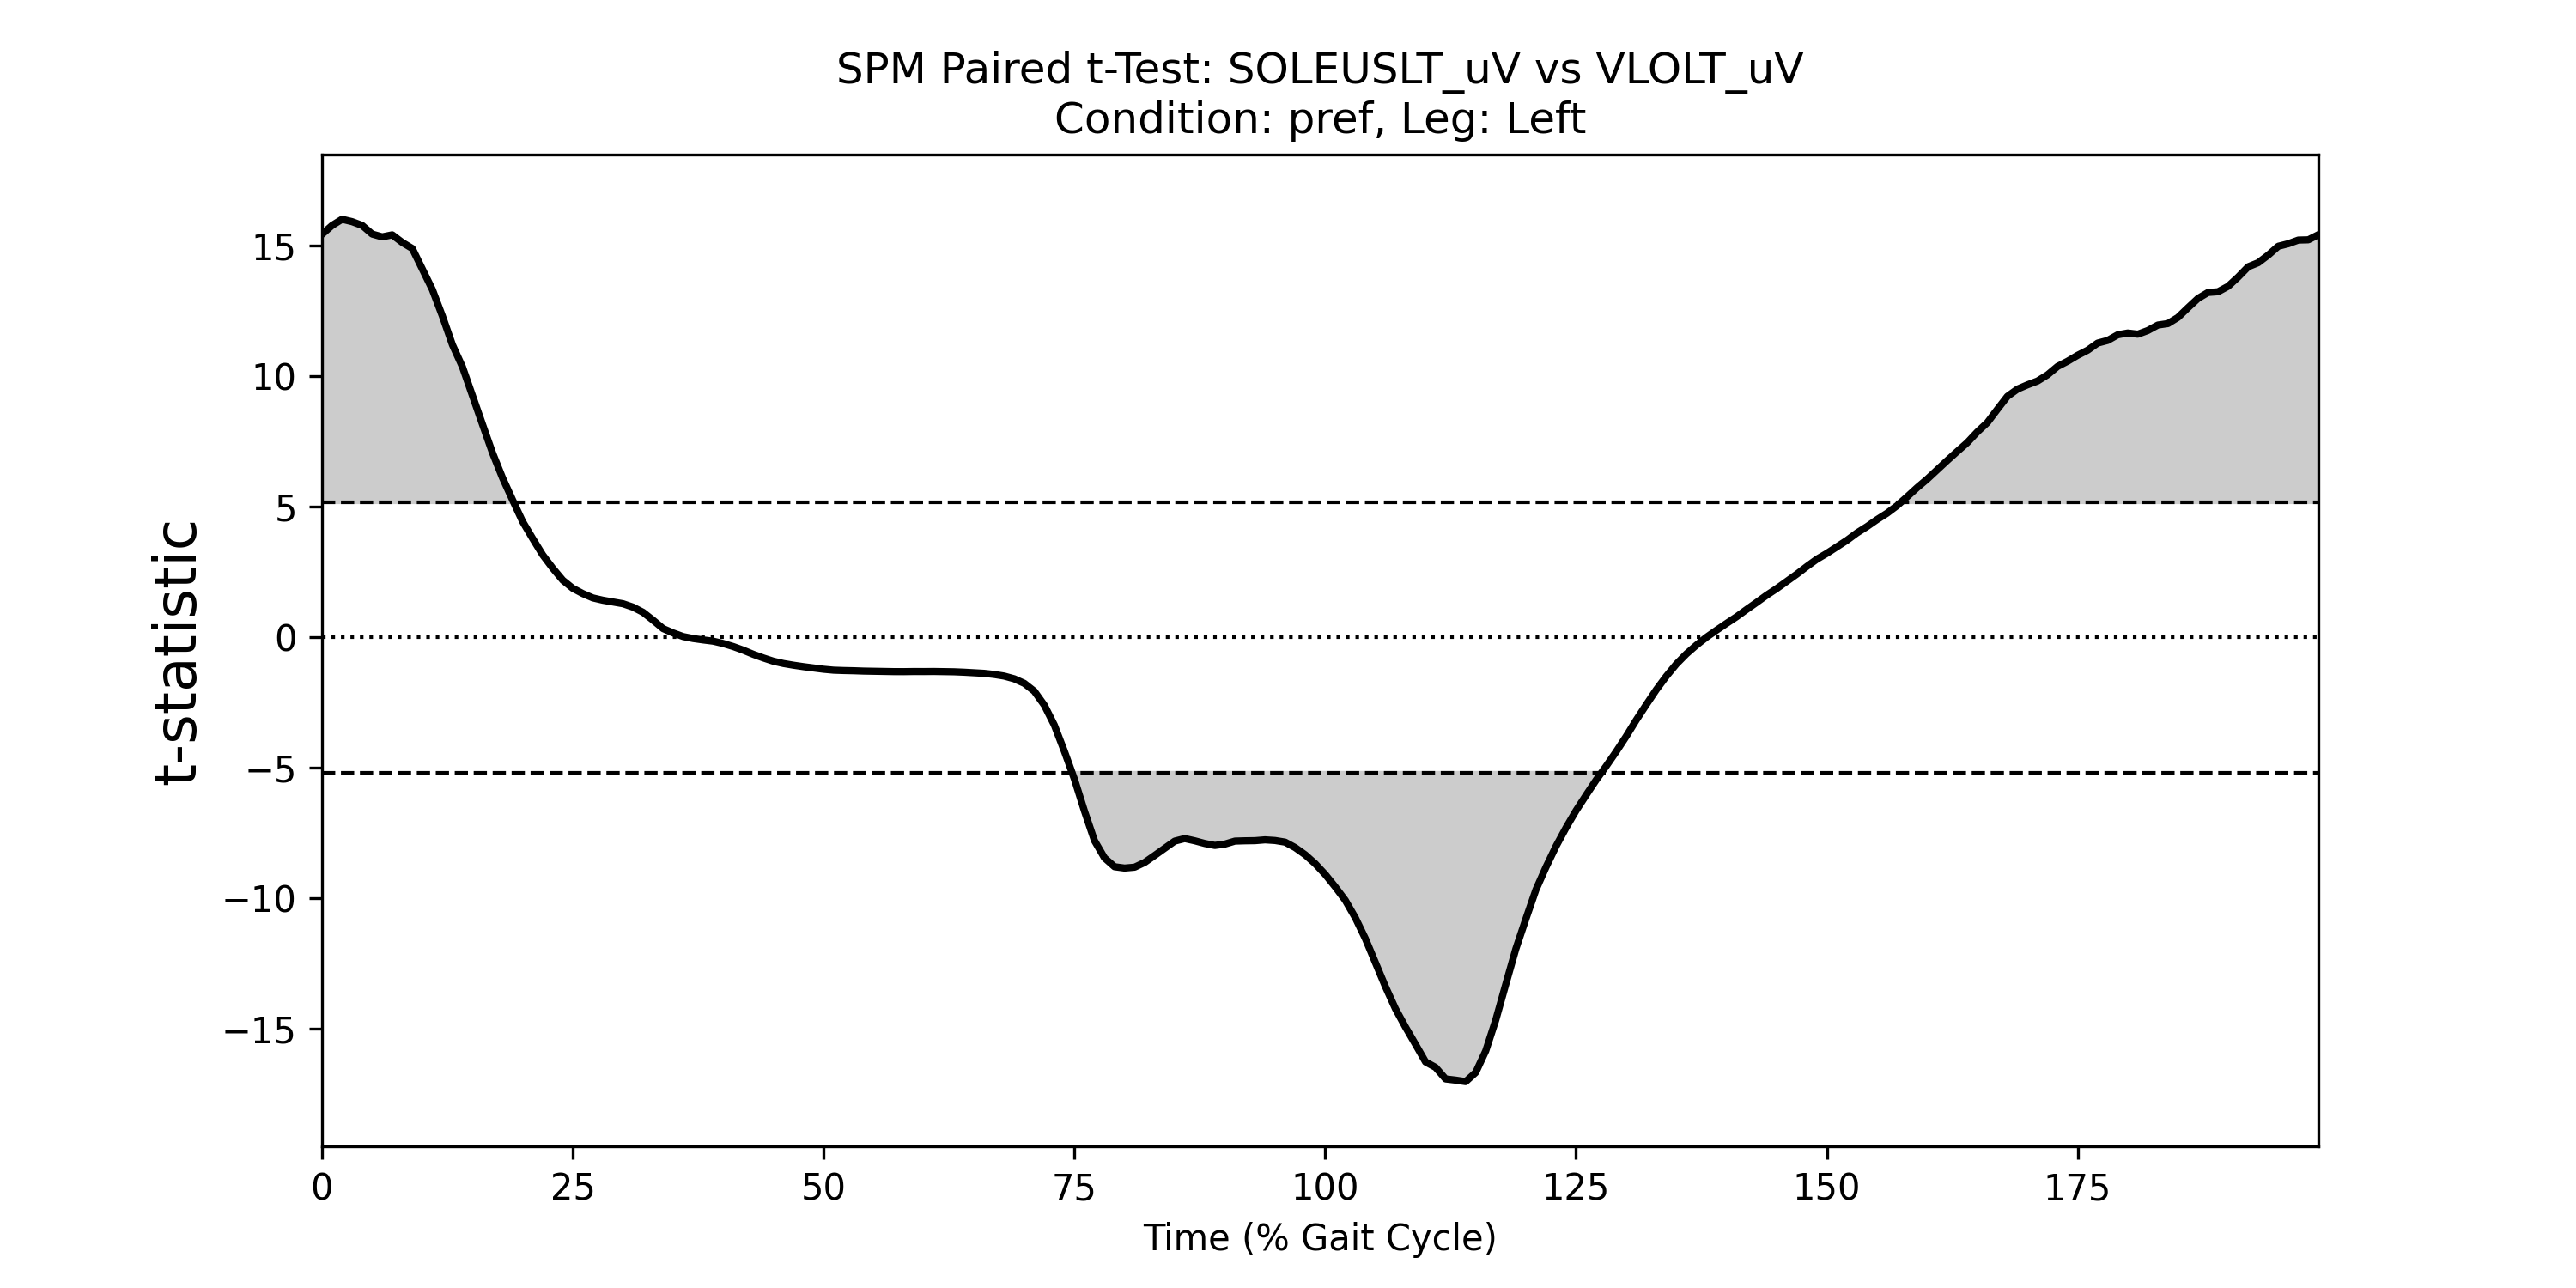 SPM Paired t-Test: SOLEUSLT_uV vs VLOLT_uV
Condition: pref, Leg: Left
t-statistic
15
10
5
0
−5
−10
−15
0 25 50 75 100 125 150 175
Time (% Gait Cycle)